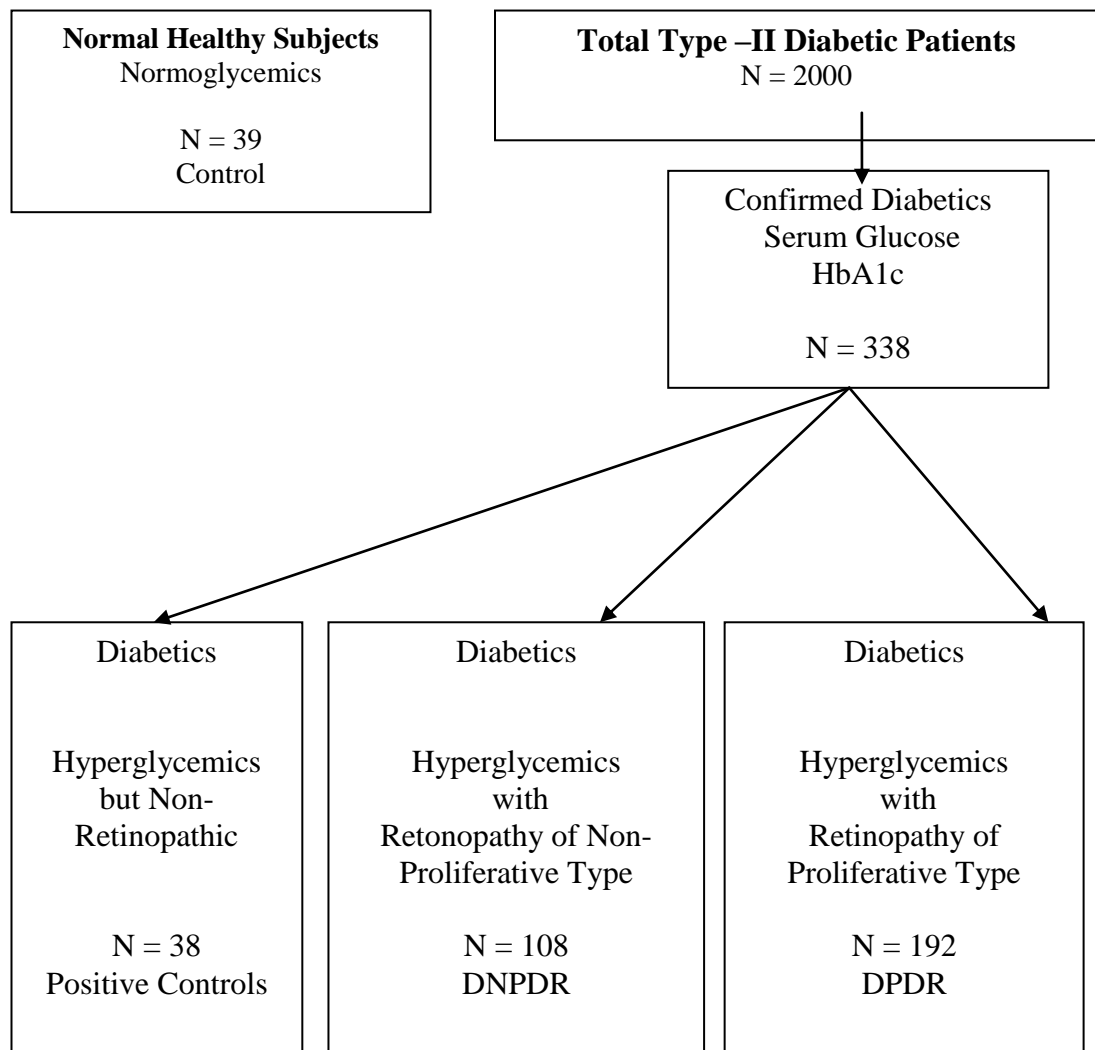 Normal Healthy Subjects
Normoglycemics
N = 39
Control
Total Type –II Diabetic Patients
N = 2000
Confirmed Diabetics
Serum Glucose
HbA1c
N = 338
Diabetics
Hyperglycemics
but Non-
Retinopathic
N = 38
Positive Controls
Diabetics
Hyperglycemics
with
Retonopathy of Non-
Proliferative Type
N = 108
DNPDR
Diabetics
Hyperglycemics
with
Retinopathy of
Proliferative Type
N = 192
DPDR